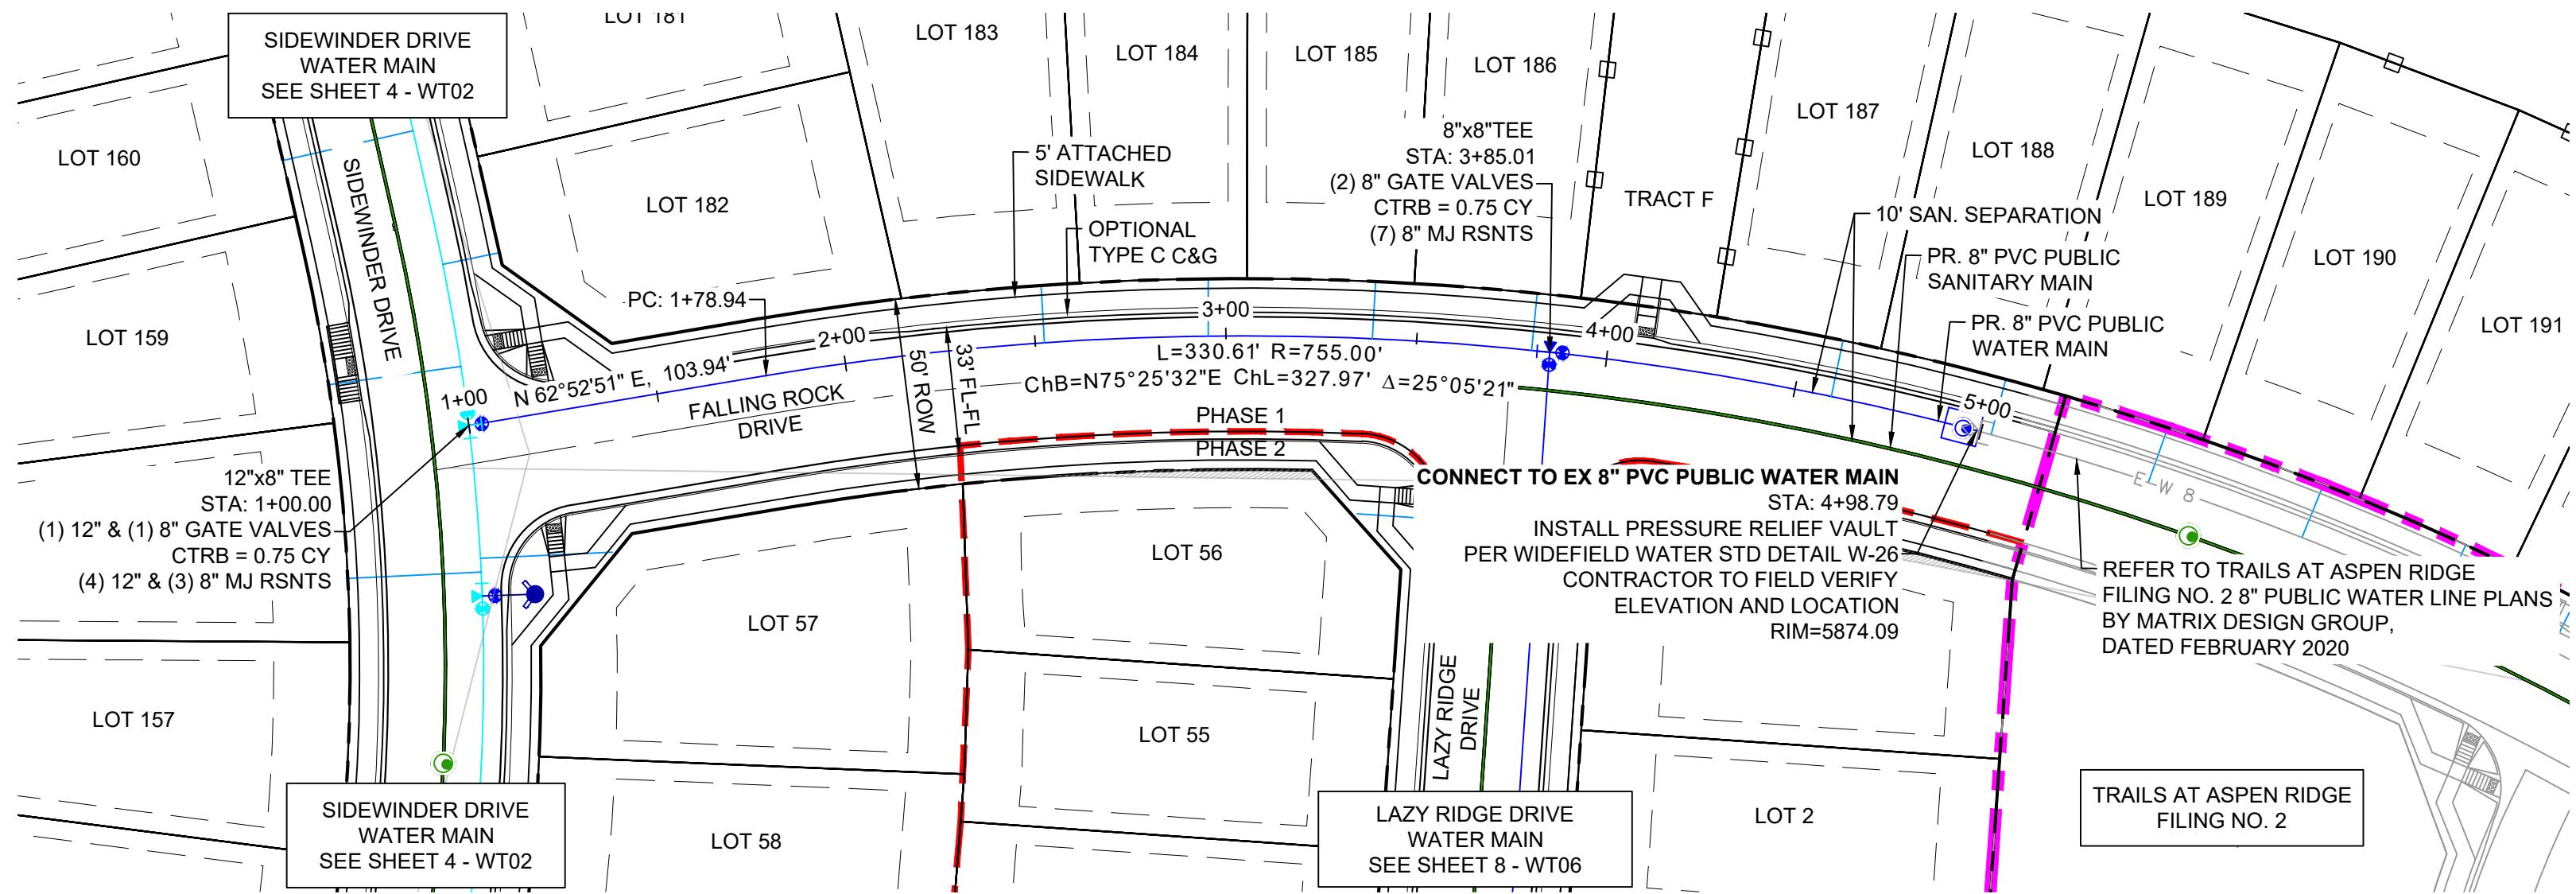 SIDEWINDER DRIVE
WATER MAIN
SEE SHEET 4 - WT02
LOT 181
LOT 183
LOT 184
LOT 185
LOT 186
LOT 187
LOT 188
LOT 189
LOT 190
LOT 191
LOT 160
LOT 182
SIDEWINDER DRIVE
5' ATTACHED
SIDEWALK
OPTIONAL
TYPE C C&G
8"x8"TEE
STA: 3+85.01
(2) 8" GATE VALVES
CTRB = 0.75 CY
(7) 8" MJ RSNTS
TRACT F
10' SAN. SEPARATION
PR. 8" PVC PUBLIC
SANITARY MAIN
PR. 8" PVC PUBLIC
WATER MAIN
LOT 159
PC: 1+78.94
1+00
2+00
3+00
4+00
5+00
N 62°52'51" E, 103.94'
FALLING ROCK
DRIVE
50' ROW
33' FL-FL
L=330.61' R=755.00'
ChB=N75°25'32"E ChL=327.97' Δ=25°05'21"
PHASE 1
PHASE 2
12"x8" TEE
STA: 1+00.00
(1) 12" & (1) 8" GATE VALVES
CTRB = 0.75 CY
(4) 12" & (3) 8" MJ RSNTS
CONNECT TO EX 8" PVC PUBLIC WATER MAIN
STA: 4+98.79
INSTALL PRESSURE RELIEF VAULT
PER WIDEFIELD WATER STD DETAIL W-26
CONTRACTOR TO FIELD VERIFY
ELEVATION AND LOCATION
RIM=5874.09
E-W 8
REFER TO TRAILS AT ASPEN RIDGE
FILING NO. 2 8" PUBLIC WATER LINE PLANS
BY MATRIX DESIGN GROUP,
DATED FEBRUARY 2020
LOT 56
LOT 57
LOT 157
LOT 55
LAZY RIDGE
DRIVE
LOT 58
LOT 2
SIDEWINDER DRIVE
WATER MAIN
SEE SHEET 4 - WT02
LAZY RIDGE DRIVE
WATER MAIN
SEE SHEET 8 - WT06
TRAILS AT ASPEN RIDGE
FILING NO. 2